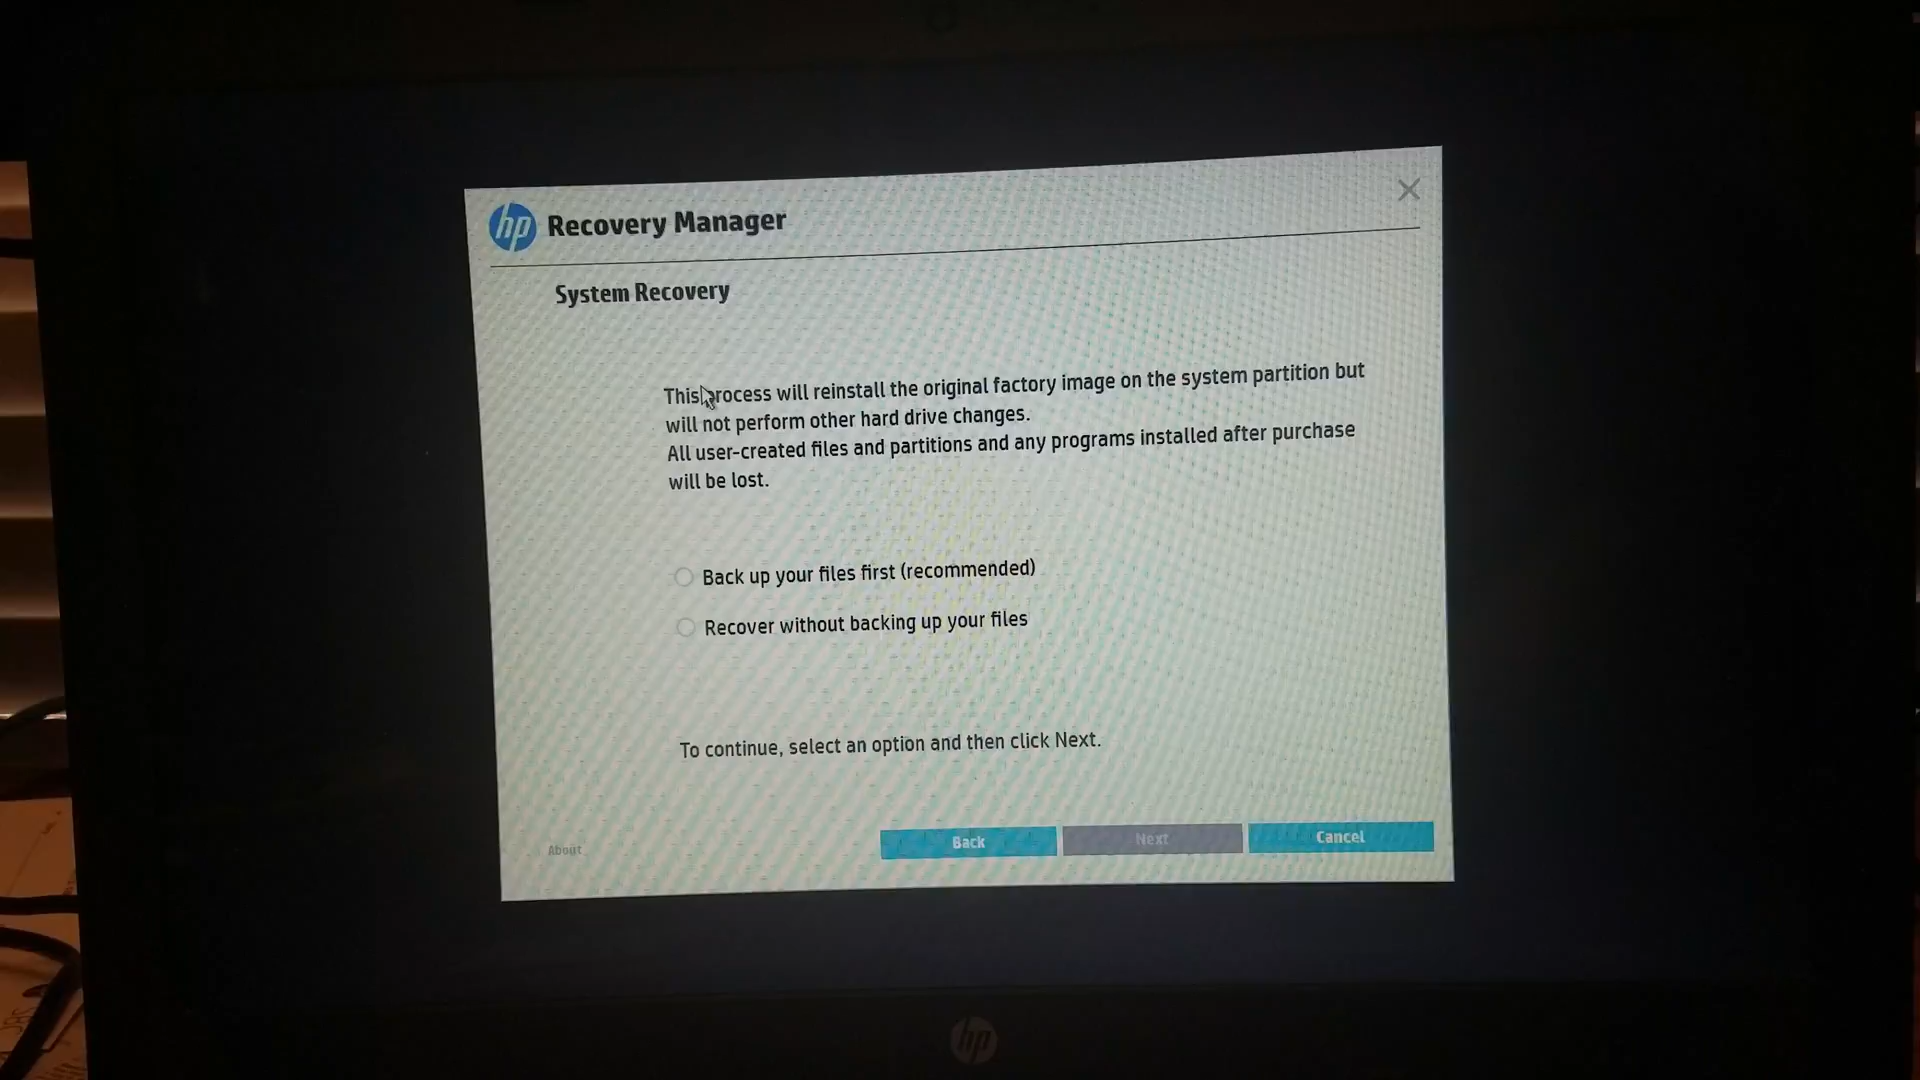 hp Recovery Manager
System Recovery
This process will reinstall the original factory image on the system partition but
will not perform other hard drive changes.
All user-created files and partitions and any programs installed after purchase
will be lost.
Back up your files first (recommended)
Recover without backing up your files
To continue, select an option and then click Next.
About
Back
Next
Cancel
hp